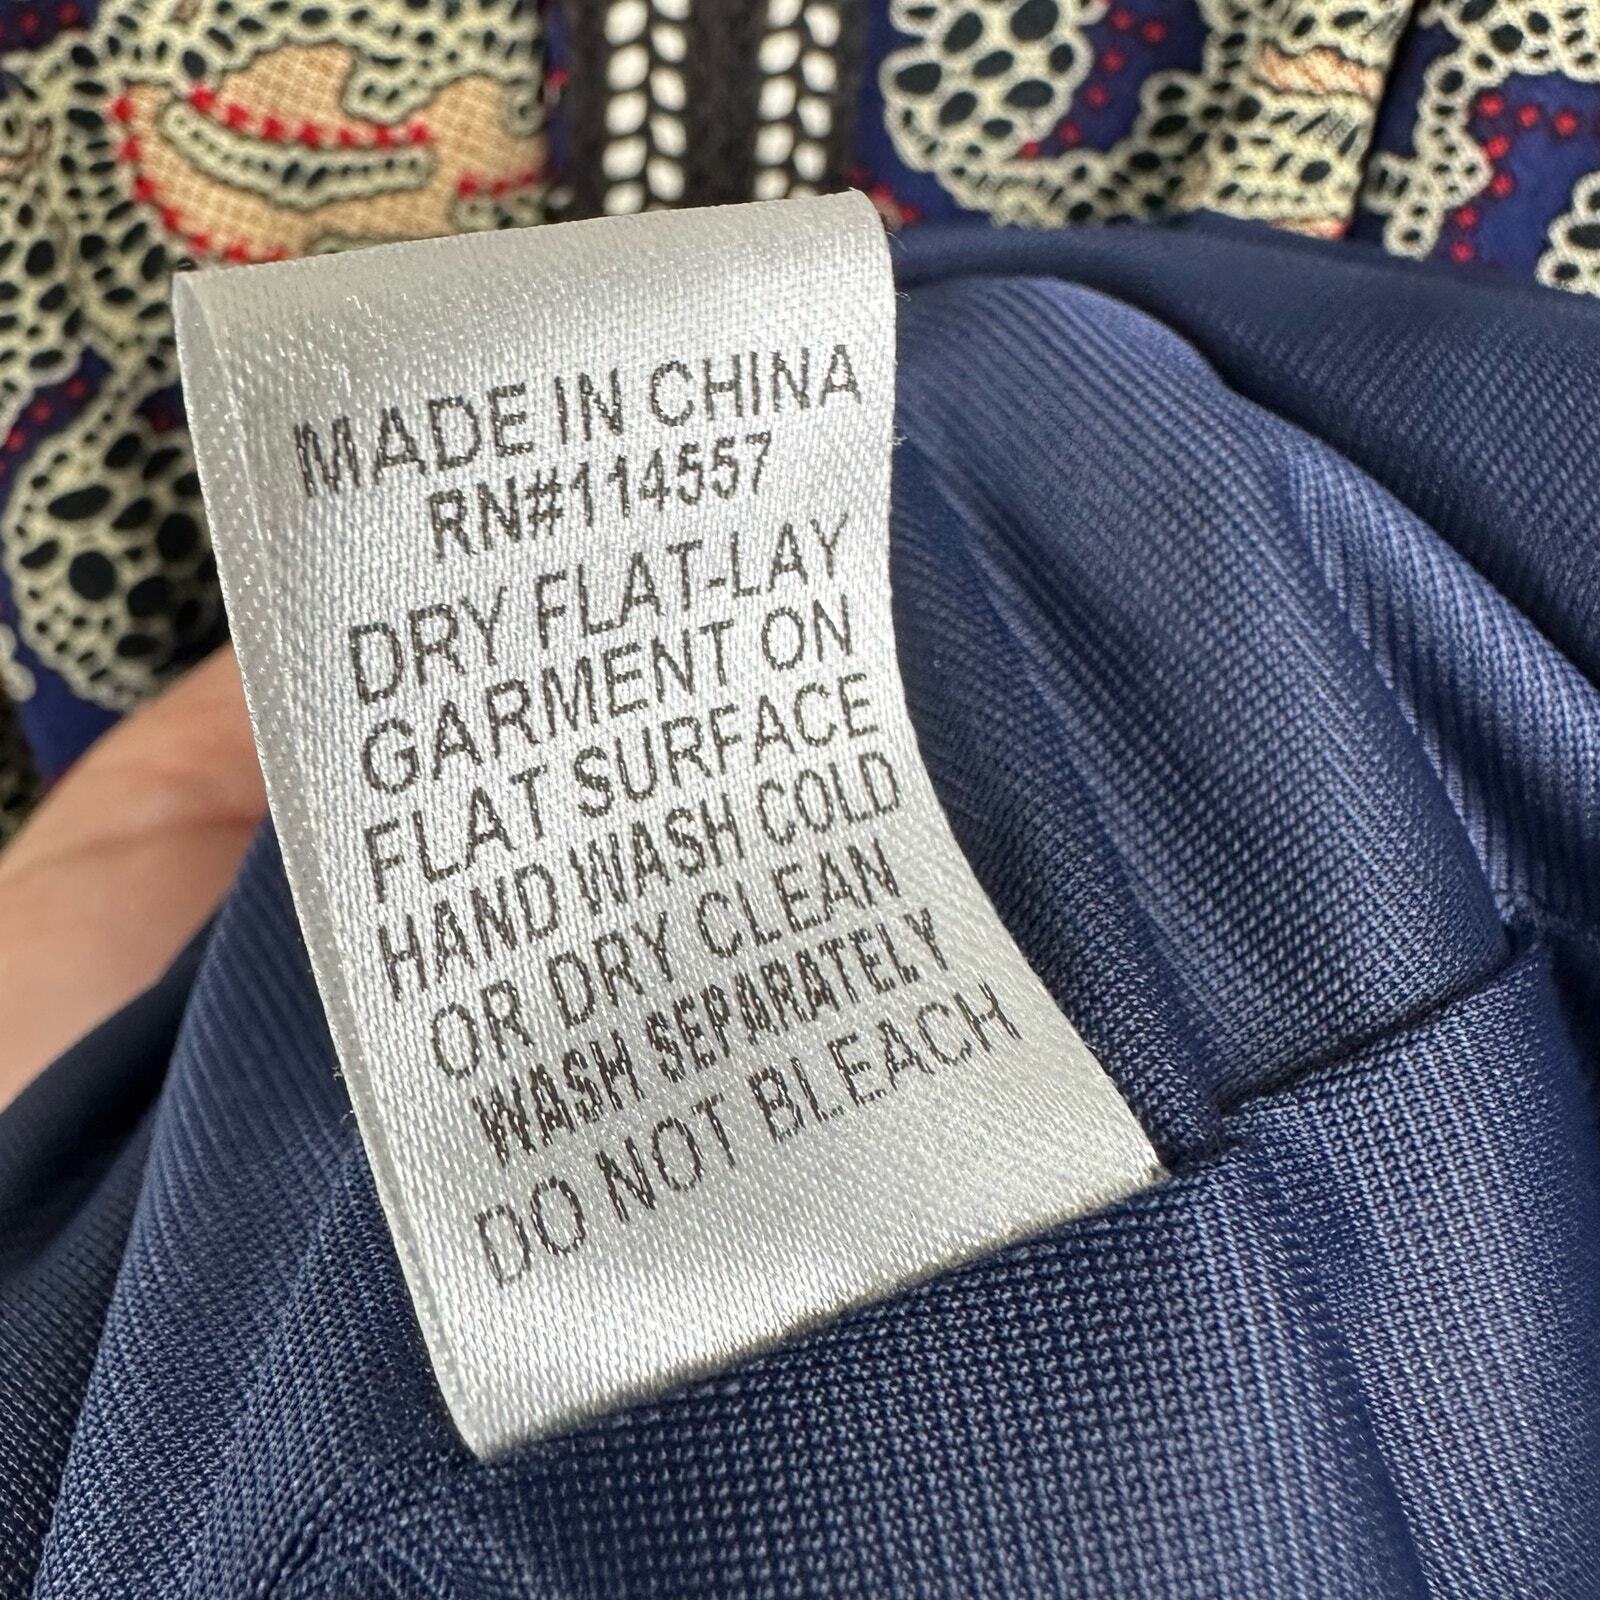 MADE IN CHINA
RN#114557
DRY FLAT-LAY
GARMENT ON
FLAT SURFACE
HAND WASH COLD
OR DRY CLEAN
WASH SEPARATELY
DO NOT BLEACH